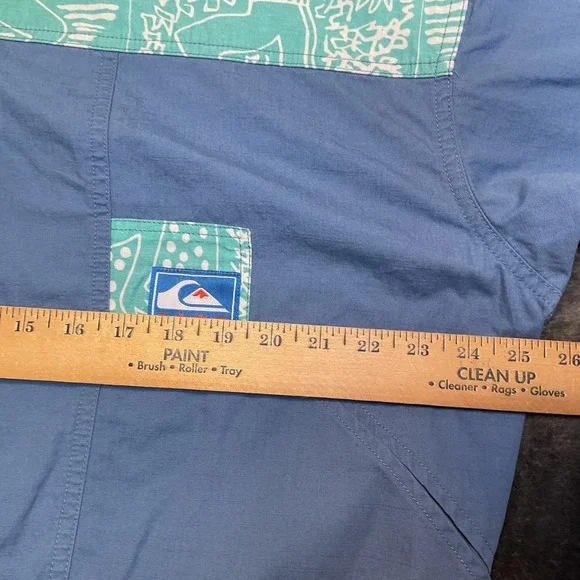 15 16 17 18 19 20 21 22 23 24 25 26
PAINT
• Brush • Roller • Tray
CLEAN UP
• Cleaner • Rags • Gloves